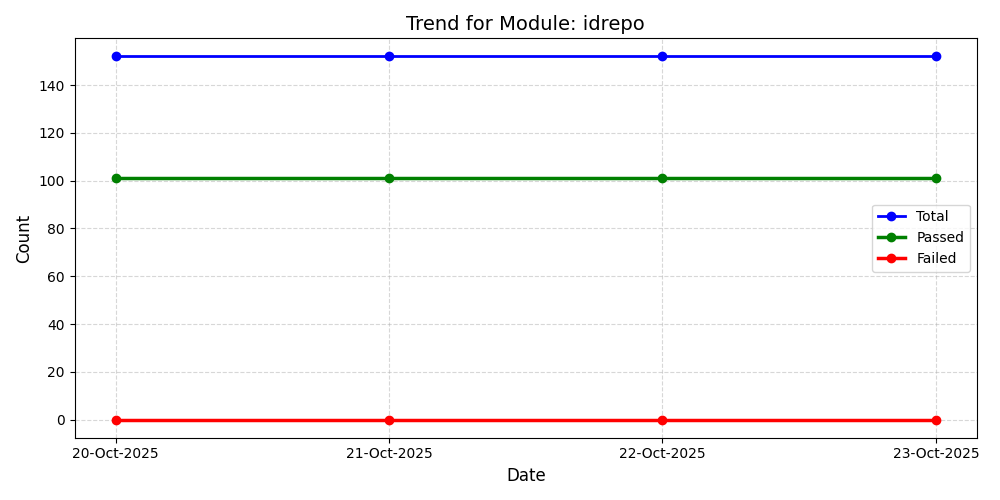 Trend for Module: idrepo
Count
140
120
100
80
60
40
20
0
Total
Passed
Failed
20-Oct-2025 21-Oct-2025 22-Oct-2025 23-Oct-2025
Date